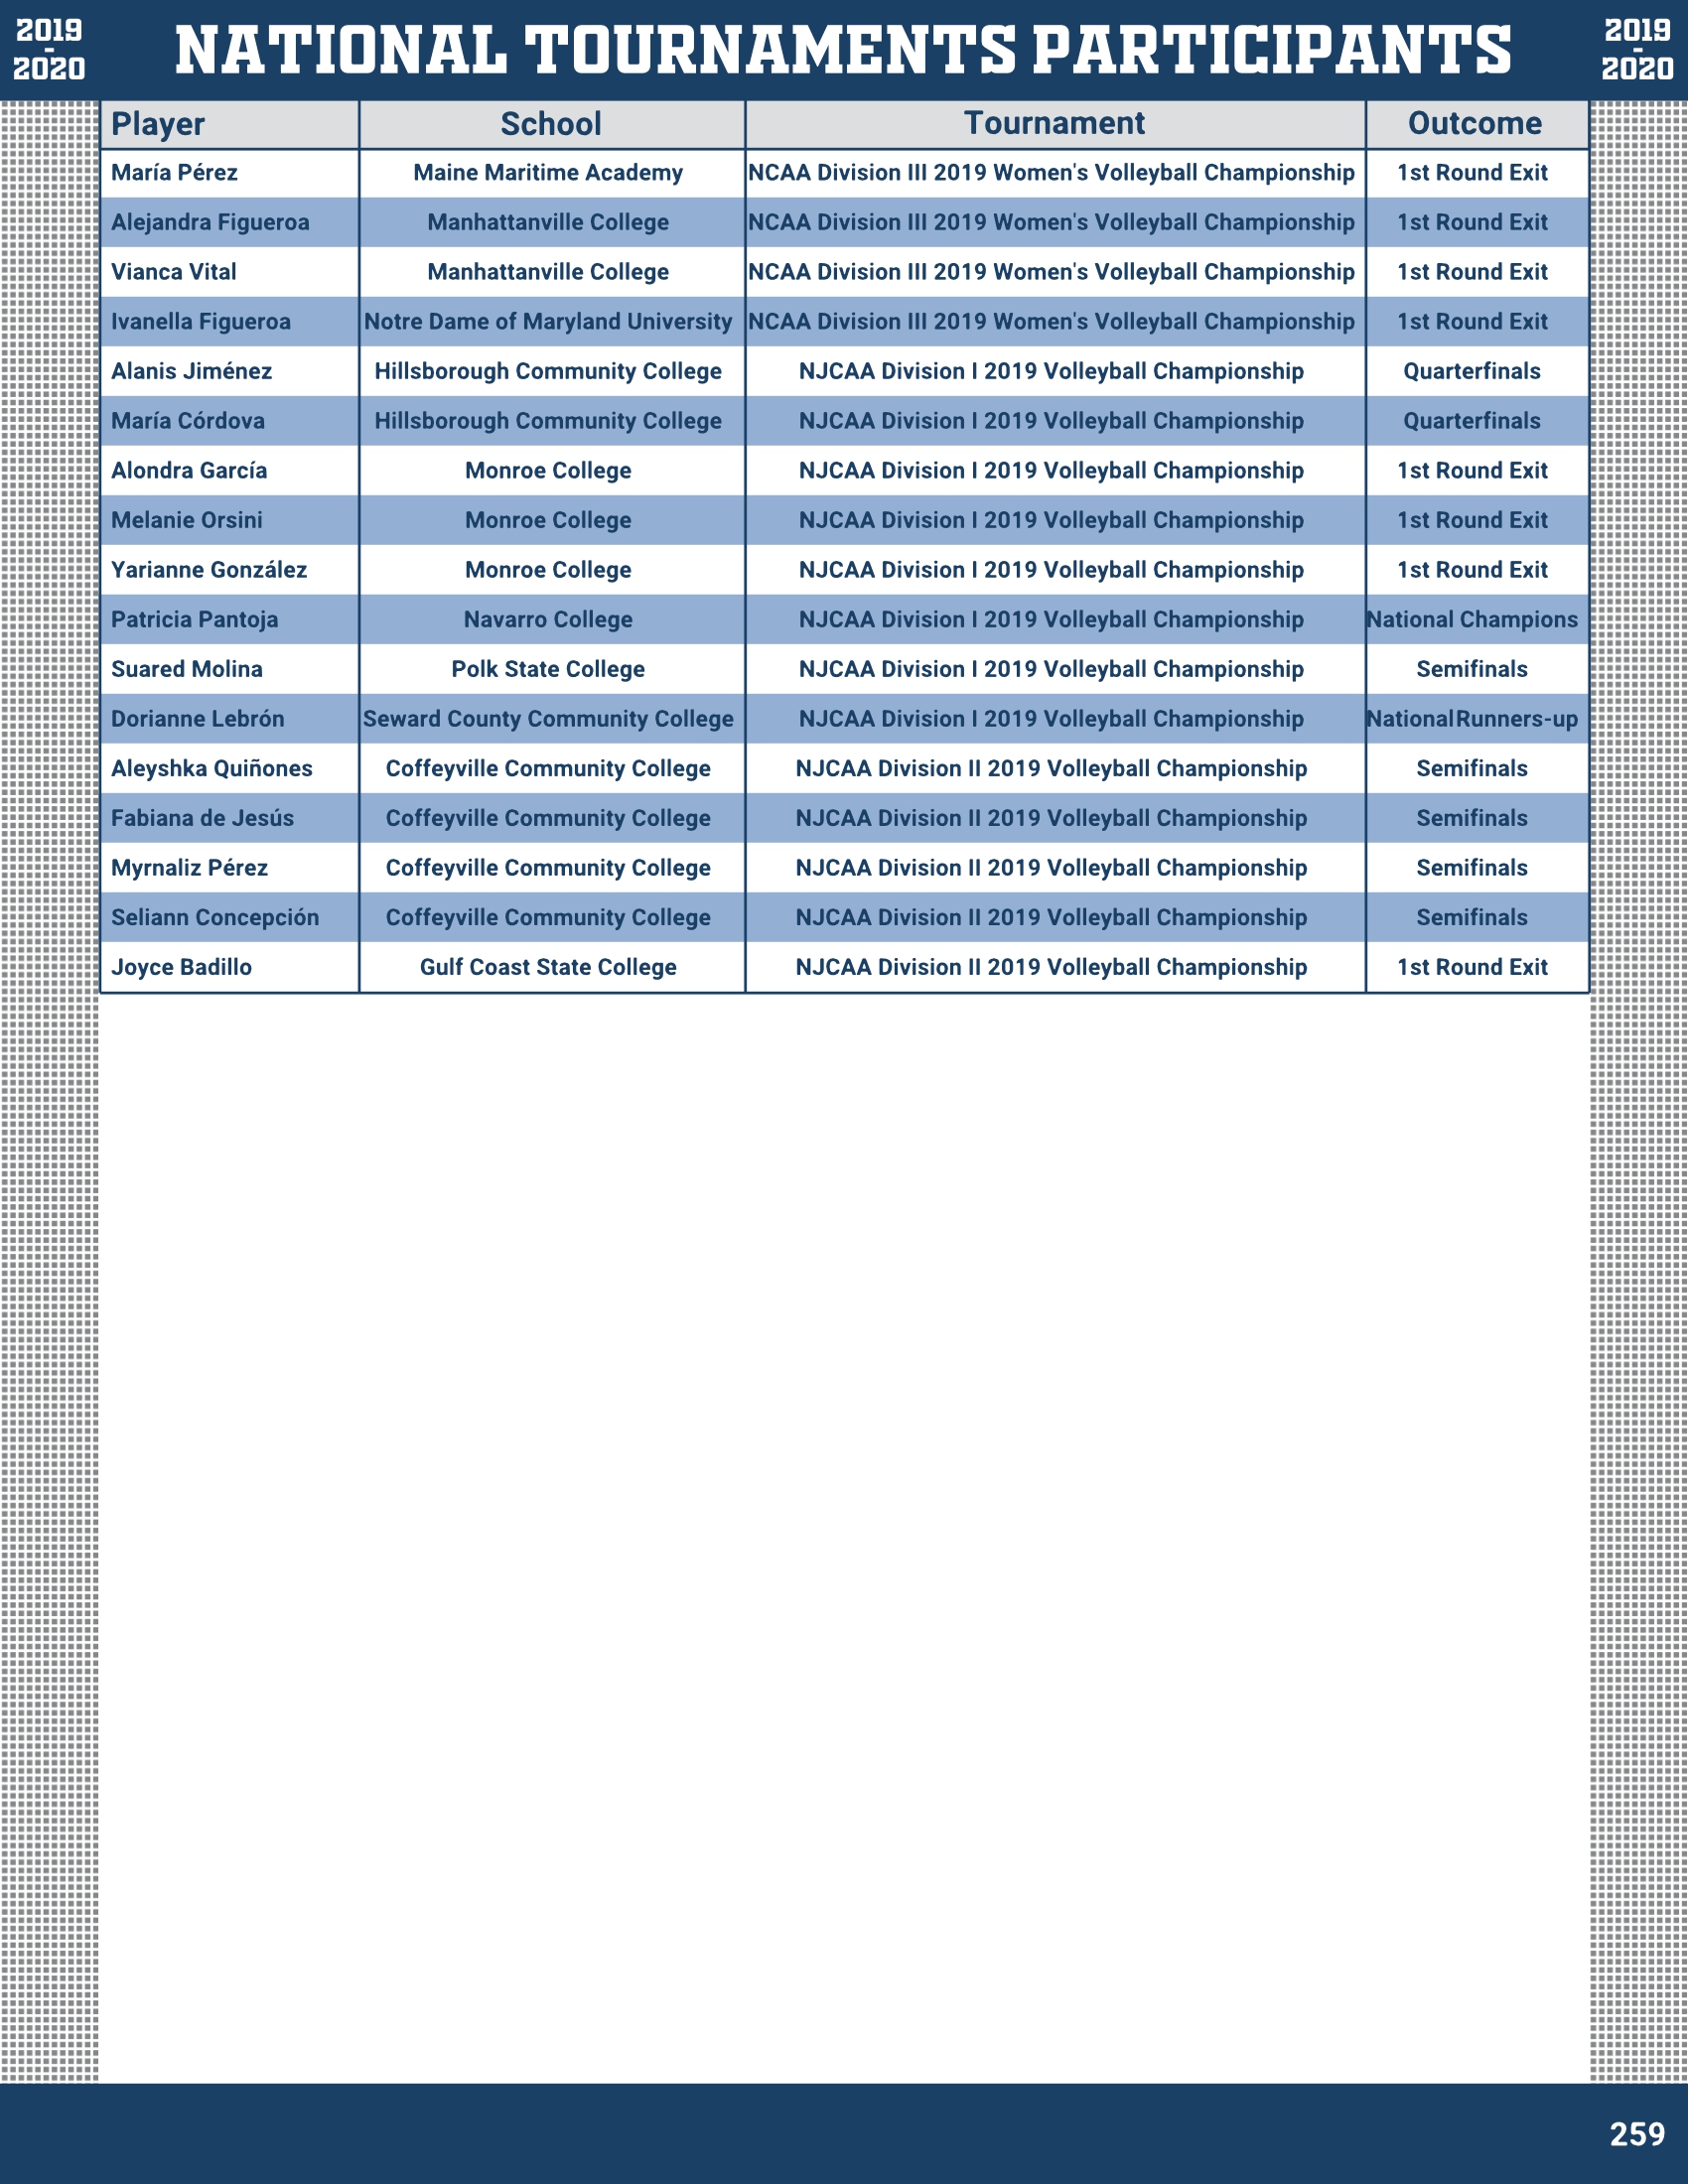 2019
-
2020
NATIONAL TOURNAMENTS PARTICIPANTS
2019
-
2020
Player School Tournament Outcome
María Pérez Maine Maritime Academy NCAA Division III 2019 Women's Volleyball Championship 1st Round Exit
Alejandra Figueroa Manhattanville College NCAA Division III 2019 Women's Volleyball Championship 1st Round Exit
Vianca Vital Manhattanville College NCAA Division III 2019 Women's Volleyball Championship 1st Round Exit
Ivanella Figueroa Notre Dame of Maryland University NCAA Division III 2019 Women's Volleyball Championship 1st Round Exit
Alanis Jiménez Hillsborough Community College NJCAA Division I 2019 Volleyball Championship Quarterfinals
María Córdova Hillsborough Community College NJCAA Division I 2019 Volleyball Championship Quarterfinals
Alondra García Monroe College NJCAA Division I 2019 Volleyball Championship 1st Round Exit
Melanie Orsini Monroe College NJCAA Division I 2019 Volleyball Championship 1st Round Exit
Yarianne González Monroe College NJCAA Division I 2019 Volleyball Championship 1st Round Exit
Patricia Pantoja Navarro College NJCAA Division I 2019 Volleyball Championship National Champions
Suared Molina Polk State College NJCAA Division I 2019 Volleyball Championship Semifinals
Dorianne Lebrón Seward County Community College NJCAA Division I 2019 Volleyball Championship National Runners-up
Aleyshka Quiñones Coffeyville Community College NJCAA Division II 2019 Volleyball Championship Semifinals
Fabiana de Jesús Coffeyville Community College NJCAA Division II 2019 Volleyball Championship Semifinals
Myrnaliz Pérez Coffeyville Community College NJCAA Division II 2019 Volleyball Championship Semifinals
Seliann Concepción Coffeyville Community College NJCAA Division II 2019 Volleyball Championship Semifinals
Joyce Badillo Gulf Coast State College NJCAA Division II 2019 Volleyball Championship 1st Round Exit
259